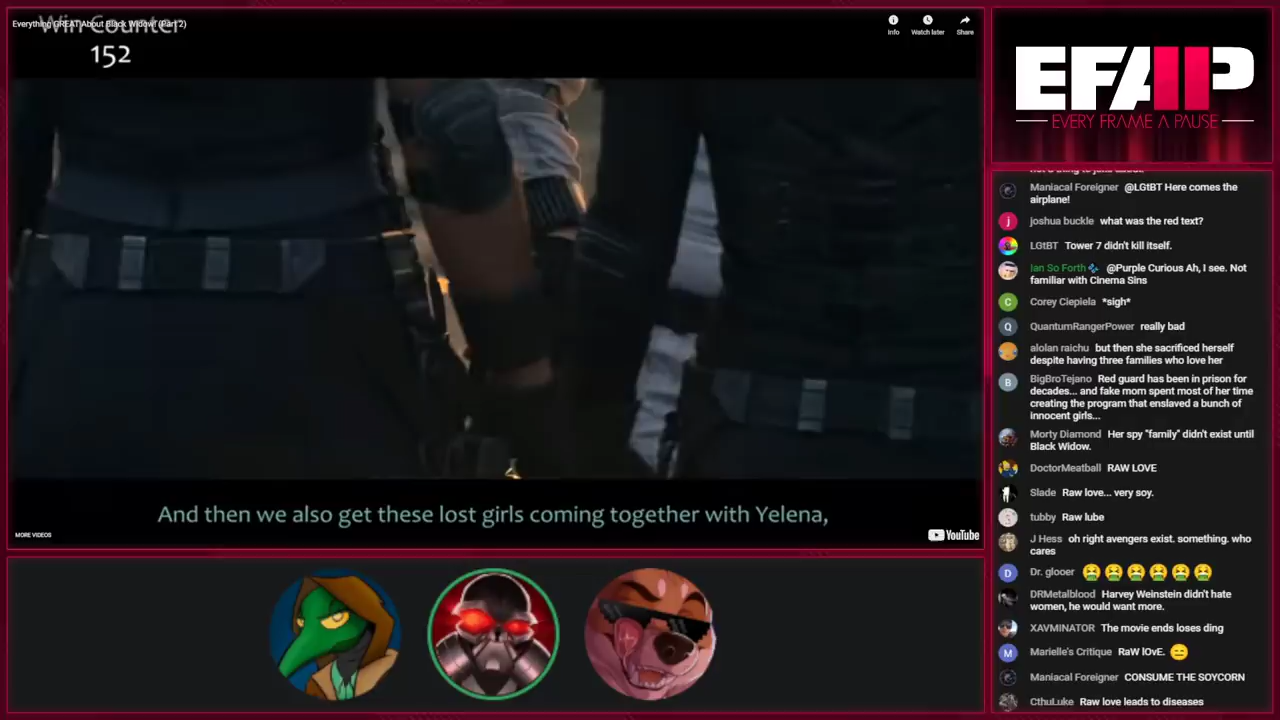 Everything GREAT About Black Widow! (Part 2)
Win Counter
152
Info
Watch later
Share
And then we also get these lost girls coming together with Yelena,
MORE VIDEOS
YouTube
EFAP
EVERY FRAME A PAUSE
Maniacal Foreigner @LGtBT Here comes the
airplane!
j
joshua buckle what was the red text?
LGtBT Tower 7 didn't kill itself.
Ian So Forth @Purple Curious Ah, I see. Not
familiar with Cinema Sins
C
Corey Ciepiela *sigh*
Q
QuantumRangerPower really bad
alolan raichu but then she sacrificed herself
despite having three families who love her
B
BigBroTejano Red guard has been in prison for
decades... and fake mom spent most of her time
creating the program that enslaved a bunch of
innocent girls...
Morty Diamond Her spy "family" didn't exist until
Black Widow.
DoctorMeatball RAW LOVE
Slade Raw love... very soy.
tubby Raw lube
J Hess oh right avengers exist. something. who
cares
D
Dr. glooer 🤮🤮🤮🤮🤮🤮
DRMetalblood Harvey Weinstein didn't hate
women, he would want more.
XAVMINATOR The movie ends loses ding
M
Marielle's Critique RaW lOvE. 😑
Maniacal Foreigner CONSUME THE SOYCORN
CthuLuke Raw love leads to diseases